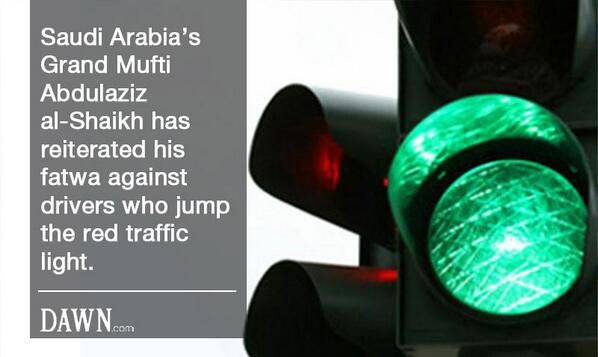 Saudi Arabia's
Grand Mufti
Abdulaziz
al-Shaikh has
reiterated his
fatwa against
drivers who jump
the red traffic
light.
DAWN.com